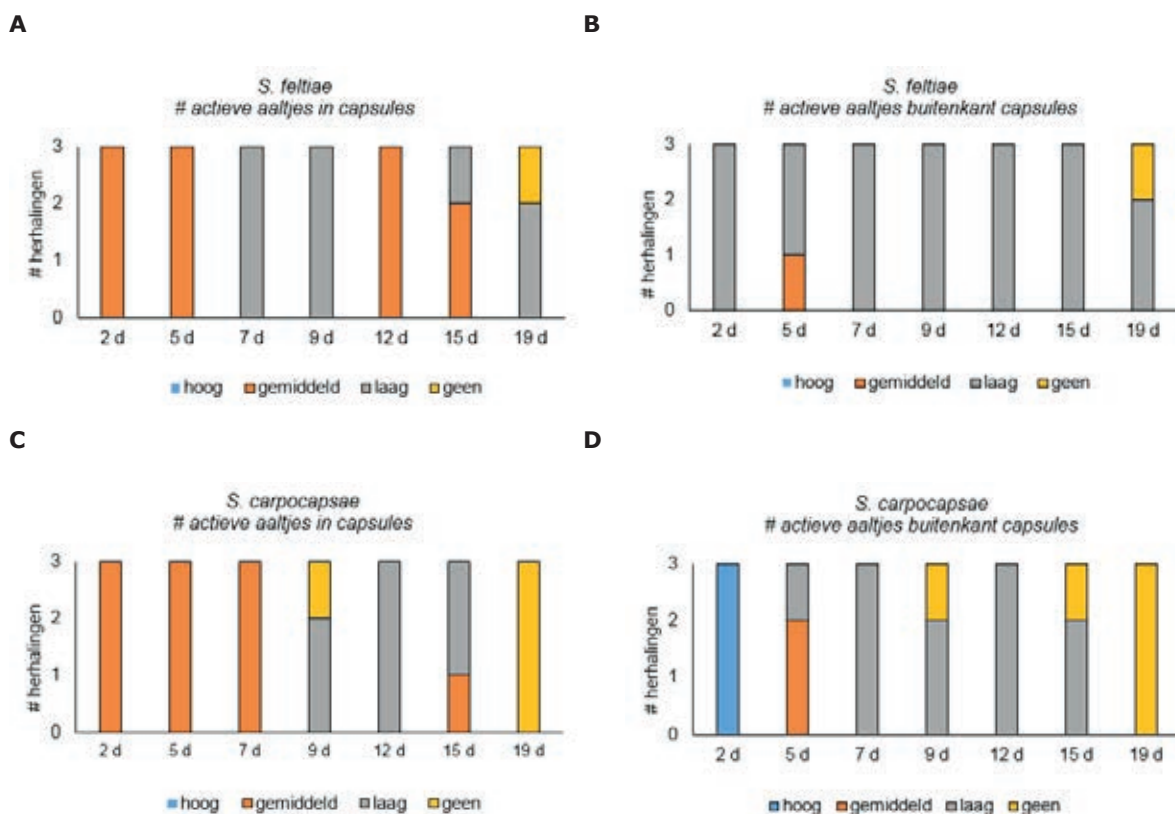 A
S. feltiae
# actieve aaltjes in capsules
# herhalingen
3
2
1
0
2 d 5 d 7 d 9 d 12 d 15 d 19 d
hoog gemiddeld laag geen
B
S. feltiae
# actieve aaltjes buitenkant capsules
# herhalingen
3
2
1
0
2 d 5 d 7 d 9 d 12 d 15 d 19 d
hoog gemiddeld laag geen
C
S. carpocapsae
# actieve aaltjes in capsules
# herhalingen
3
2
1
0
2 d 5 d 7 d 9 d 12 d 15 d 19 d
hoog gemiddeld laag geen
D
S. carpocapsae
# actieve aaltjes buitenkant capsules
# herhalingen
3
2
1
0
2 d 5 d 7 d 9 d 12 d 15 d 19 d
hoog gemiddeld laag geen